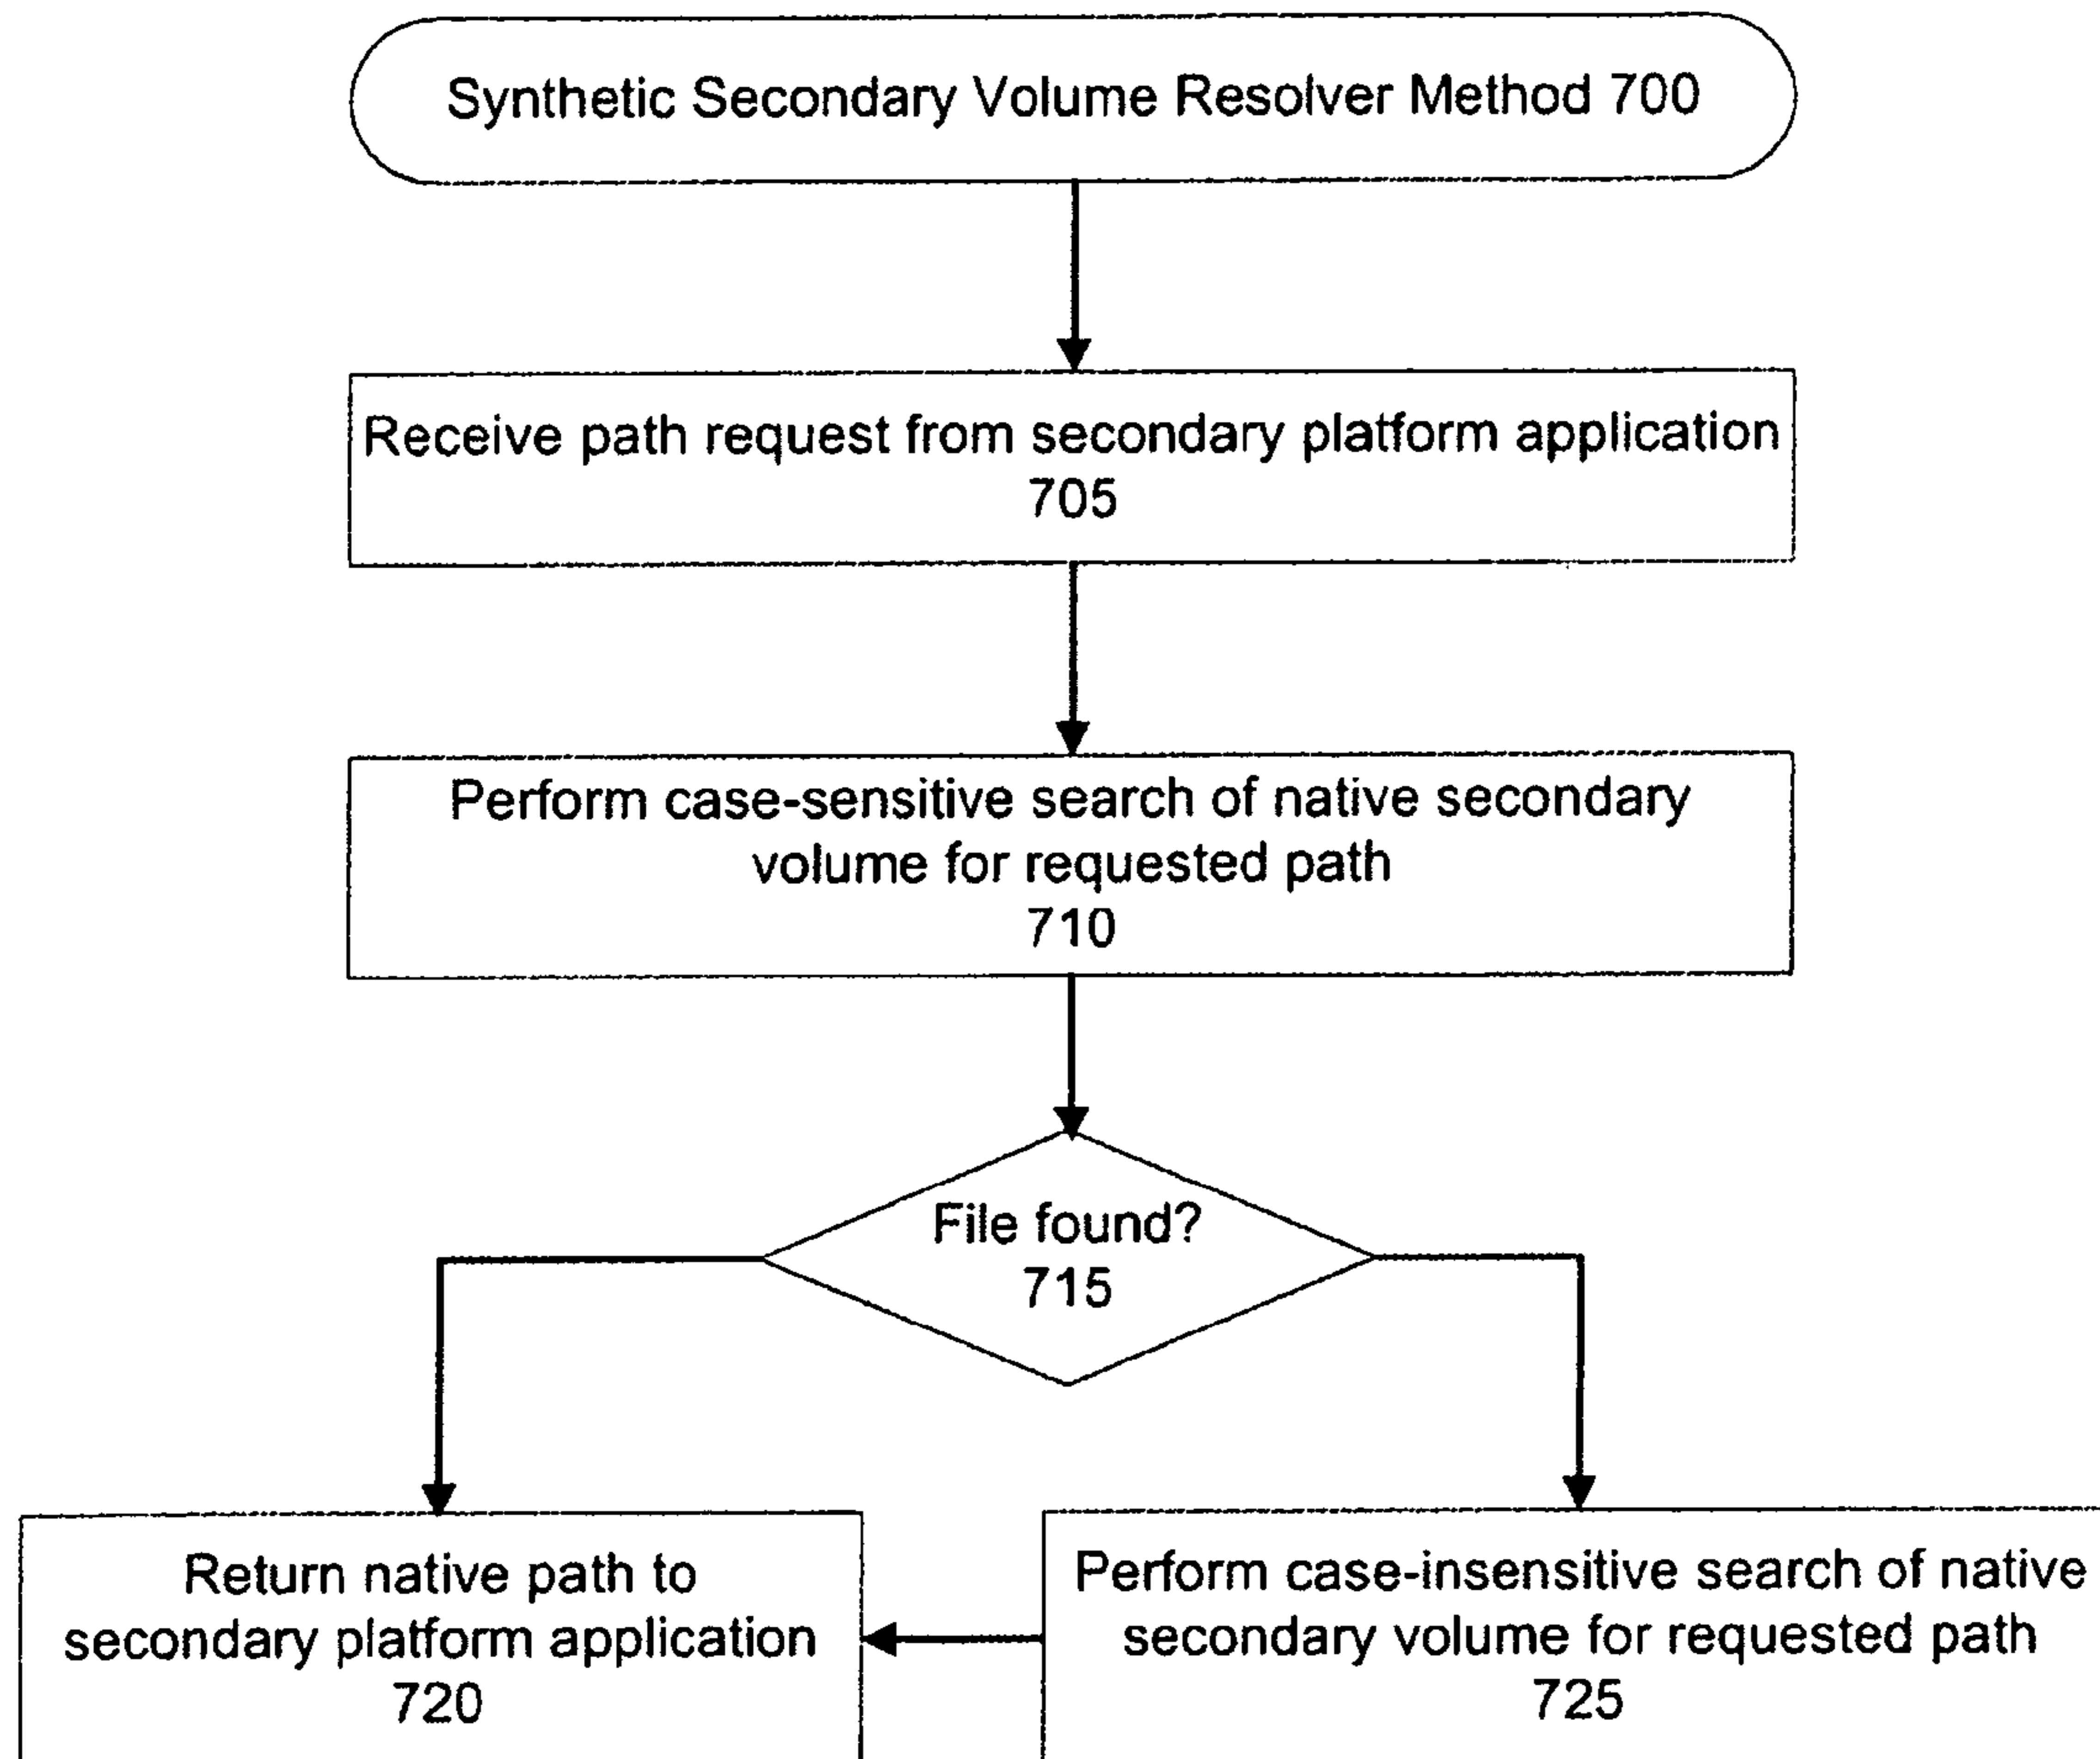 Synthetic Secondary Volume Resolver Method 700
Receive path request from secondary platform application
705
Perform case-sensitive search of native secondary
volume for requested path
710
File found?
715
Return native path to
secondary platform application
720
Perform case-insensitive search of native
secondary volume for requested path
725